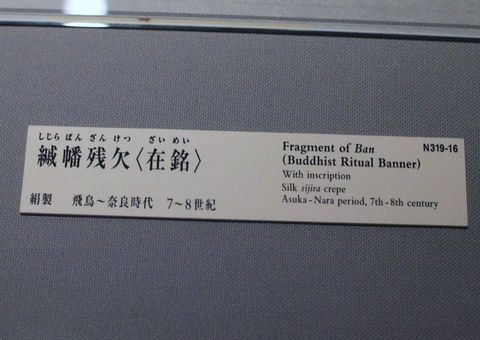 しじら ばん ざん けつ ざい めい
縅幡残欠〈在銘〉
絹製 飛鳥～奈良時代 7～8世紀
Fragment of Ban N319-16
(Buddhist Ritual Banner)
With inscription
Silk sijira crepe
Asuka-Nara period, 7th-8th century